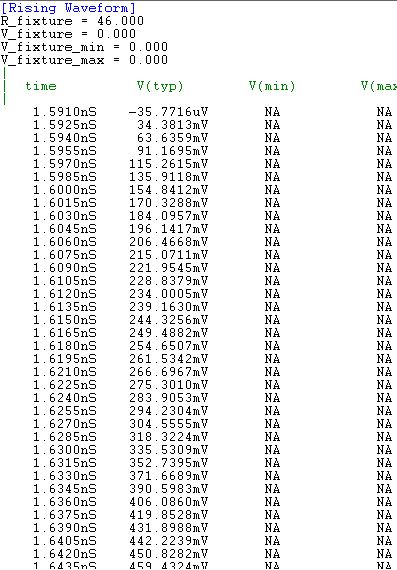 [Rising Waveform]
R_fixture = 46.000
V_fixture = 0.000
V_fixture_min = 0.000
V_fixture_max = 0.000
|
| time V(typ) V(min) V(max
|
1.5910nS -35.7716uV NA NA
1.5925nS 34.3813mV NA NA
1.5940nS 63.6359mV NA NA
1.5955nS 91.1695mV NA NA
1.5970nS 115.2615mV NA NA
1.5985nS 135.9118mV NA NA
1.6000nS 154.8412mV NA NA
1.6015nS 170.3288mV NA NA
1.6030nS 184.0957mV NA NA
1.6045nS 196.1417mV NA NA
1.6060nS 206.4668mV NA NA
1.6075nS 215.0711mV NA NA
1.6090nS 221.9545mV NA NA
1.6105nS 228.8379mV NA NA
1.6120nS 234.0005mV NA NA
1.6135nS 239.1630mV NA NA
1.6150nS 244.3256mV NA NA
1.6165nS 249.4882mV NA NA
1.6180nS 254.6507mV NA NA
1.6195nS 261.5342mV NA NA
1.6210nS 266.6967mV NA NA
1.6225nS 275.3010mV NA NA
1.6240nS 283.9053mV NA NA
1.6255nS 294.2304mV NA NA
1.6270nS 304.5555mV NA NA
1.6285nS 318.3224mV NA NA
1.6300nS 335.5309mV NA NA
1.6315nS 352.7395mV NA NA
1.6330nS 371.6689mV NA NA
1.6345nS 390.5983mV NA NA
1.6360nS 406.0860mV NA NA
1.6375nS 419.8528mV NA NA
1.6390nS 431.8988mV NA NA
1.6405nS 442.2239mV NA NA
1.6420nS 450.8282mV NA NA
1.6435nS 459.4324mV NA NA